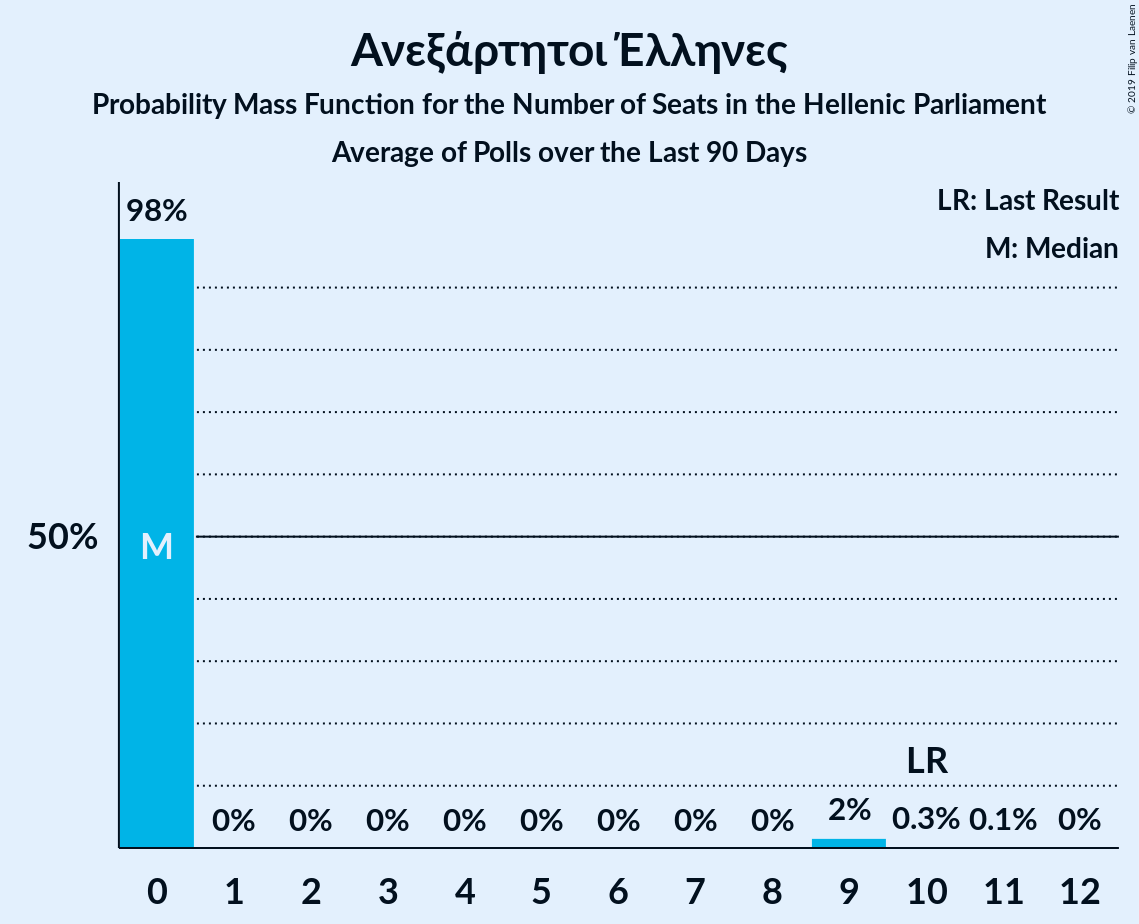 Ανεξάρτητοι Έλληνες
Probability Mass Function for the Number of Seats in the Hellenic Parliament
Average of Polls over the Last 90 Days
© 2019 Filip van Laenen
LR: Last Result
M: Median
98%
50%
M
LR
0% 0% 0% 0% 0% 0% 0% 0% 2% 0.3% 0.1% 0%
0 1 2 3 4 5 6 7 8 9 10 11 12